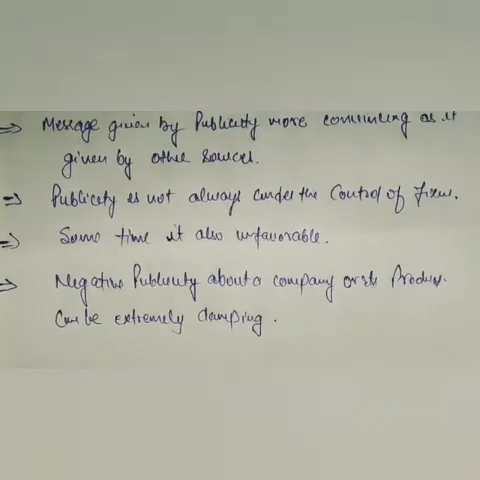 ⇒ Message given by Publicity more convincing as it
given by other sources.
⇒ Publicity is not always under the Control of firm.
⇒ Some time it also unfavorable.
⇒ Negative Publicity about a company or its Product
Can be extremely damping.